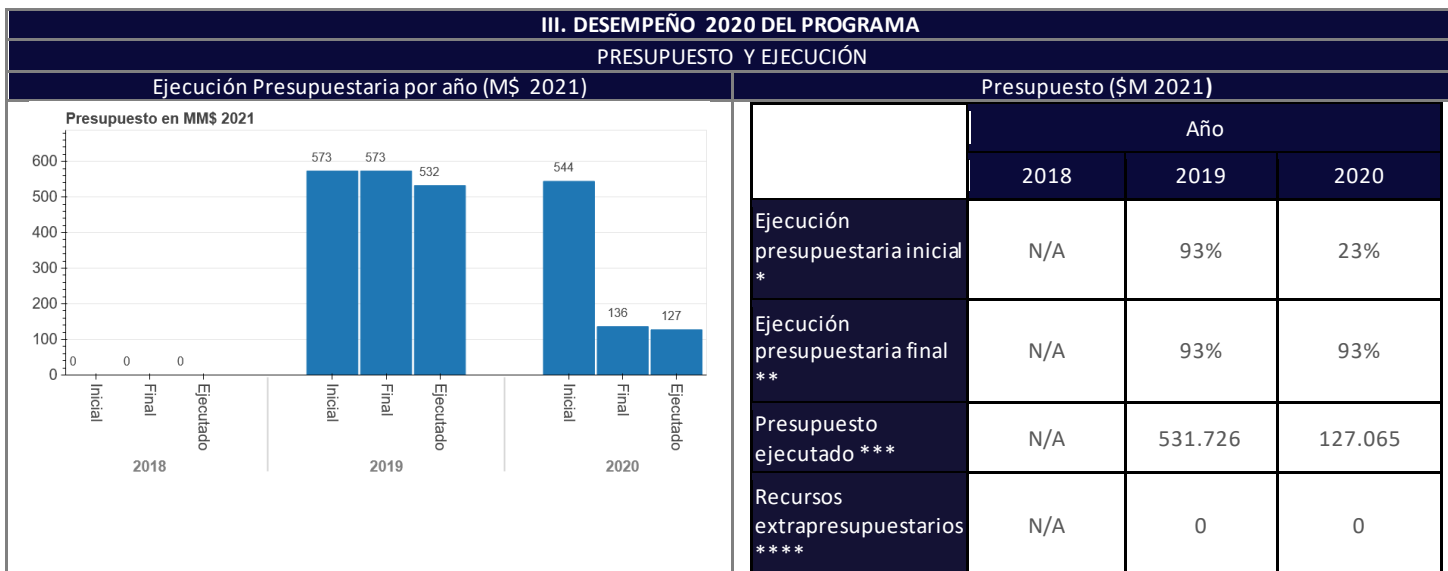 III. DESEMPEÑO 2020 DEL PROGRAMA
PRESUPUESTO Y EJECUCIÓN
Ejecución Presupuestaria por año (M$ 2021)
Presupuesto ($M 2021)
Presupuesto en MM$ 2021
600
500
400
300
200
100
0
0 0 0
573 573 532
544 136 127
Inicial Final Ejecutado
Inicial Final Ejecutado
Inicial Final Ejecutado
2018 2019 2020
Año
2018 2019 2020
Ejecución
presupuestaria inicial N/A 93% 23%
*
Ejecución
presupuestaria final N/A 93% 93%
**
Presupuesto
ejecutado *** N/A 531.726 127.065
Recursos
extrapresupuestarios N/A 0 0
****